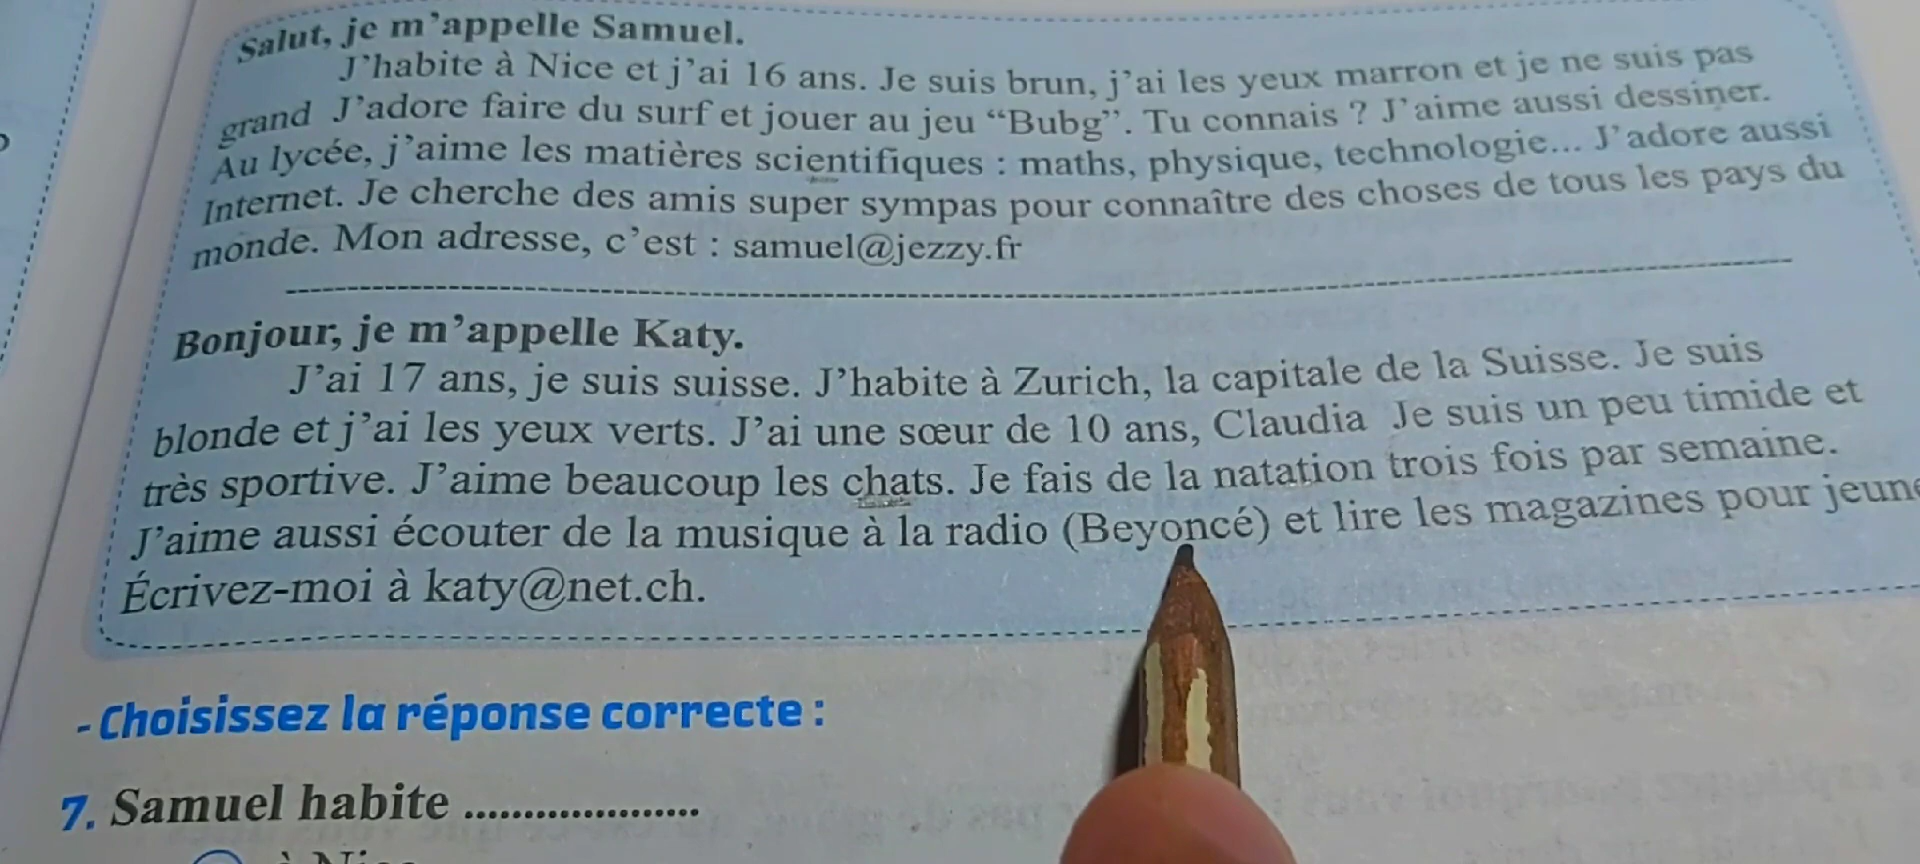 Salut, je m'appelle Samuel.
J'habite à Nice et j'ai 16 ans. Je suis brun, j'ai les yeux marron et je ne suis pas
grand J'adore faire du surf et jouer au jeu “Bubg”. Tu connais ? J'aime aussi dessiner.
Au lycée, j'aime les matières scientifiques : maths, physique, technologie... J'adore aussi
Internet. Je cherche des amis super sympas pour connaître des choses de tous les pays du
monde. Mon adresse, c'est : samuel@jezzy.fr
Bonjour, je m'appelle Katy.
J'ai 17 ans, je suis suisse. J'habite à Zurich, la capitale de la Suisse. Je suis
blonde et j'ai les yeux verts. J'ai une sœur de 10 ans, Claudia Je suis un peu timide et
très sportive. J'aime beaucoup les chats. Je fais de la natation trois fois par semaine.
J'aime aussi écouter de la musique à la radio (Beyoncé) et lire les magazines pour jeune
Écrivez-moi à katy@net.ch.
- Choisissez la réponse correcte :
7. Samuel habite ....................